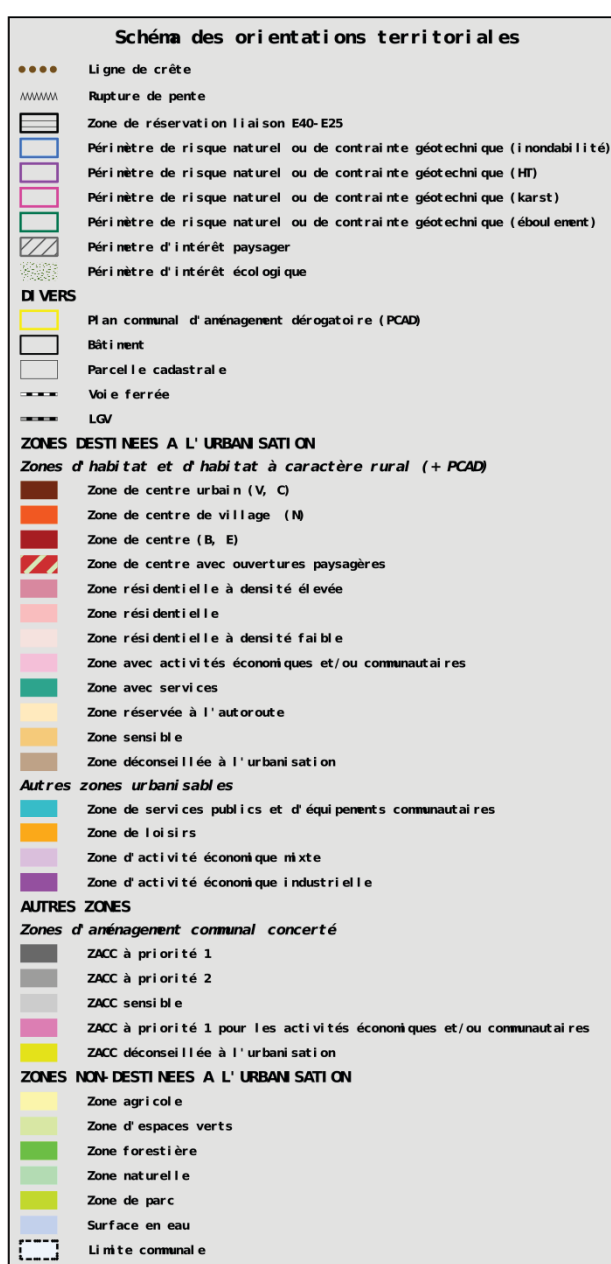 Schéma des orientations territoriales
Ligne de crête
Rupture de pente
Zone de réservation liaison E40-E25
Périmètre de risque naturel ou de contrainte géotechnique (inondabilité)
Périmètre de risque naturel ou de contrainte géotechnique (HT)
Périmètre de risque naturel ou de contrainte géotechnique (karst)
Périmètre de risque naturel ou de contrainte géotechnique (éboulement)
Périmetre d'intérêt paysager
Périmètre d'intérêt écologique
DIVERS
Plan communal d'aménagement dérogatoire (PCAD)
Bâtiment
Parcelle cadastrale
Voie ferrée
LGV
ZONES DESTINEES A L'URBANISATION
Zones d'habitat et d'habitat à caractère rural (+ PCAD)
Zone de centre urbain (V, C)
Zone de centre de village (N)
Zone de centre (B, E)
Zone de centre avec ouvertures paysagères
Zone résidentielle à densité élevée
Zone résidentielle
Zone résidentielle à densité faible
Zone avec activités économiques et/ou communautaires
Zone avec services
Zone réservée à l'autoroute
Zone sensible
Zone déconseillée à l'urbanisation
Autres zones urbanisables
Zone de services publics et d'équipements communautaires
Zone de loisirs
Zone d'activité économique mixte
Zone d'activité économique industrielle
AUTRES ZONES
Zones d'aménagement communal concerté
ZACC à priorité 1
ZACC à priorité 2
ZACC sensible
ZACC à priorité 1 pour les activités économiques et/ou communautaires
ZACC déconseillée à l'urbanisation
ZONES NON-DESTINEES A L'URBANISATION
Zone agricole
Zone d'espaces verts
Zone forestière
Zone naturelle
Zone de parc
Surface en eau
Limite communale